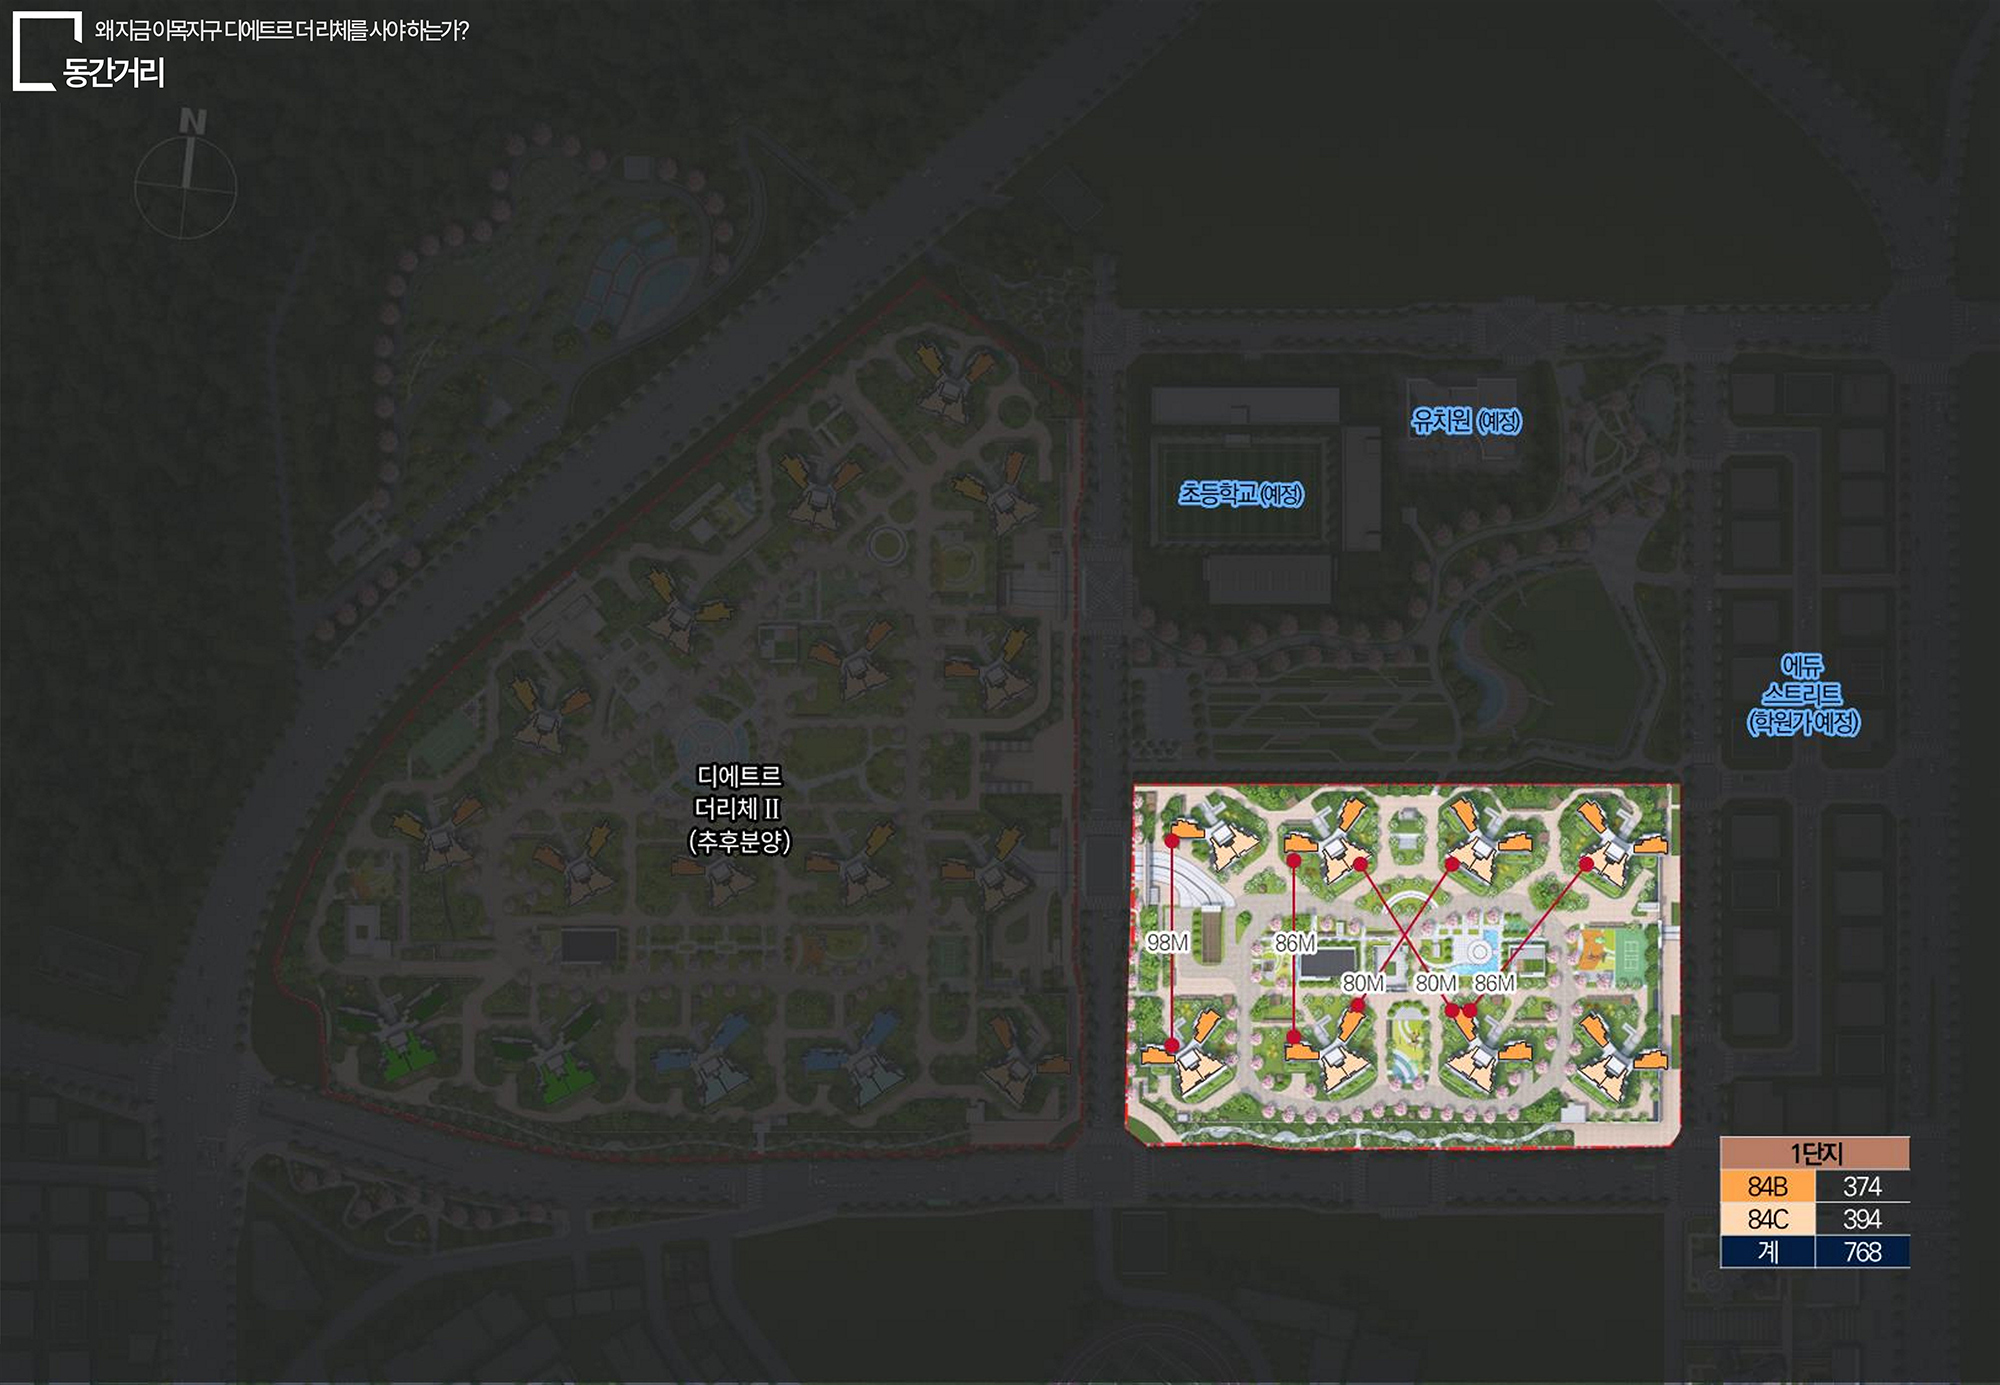 왜 지금 이목지구 디에트르 더 리체를 사야 하는가?
동간거리
N
유치원 (예정)
초등학교 (예정)
에듀
스트리트
(학원가 예정)
디에트르
더리체 II
(추후분양)
98M
86M
80M
80M
86M
1단지
84B 374
84C 394
계 768